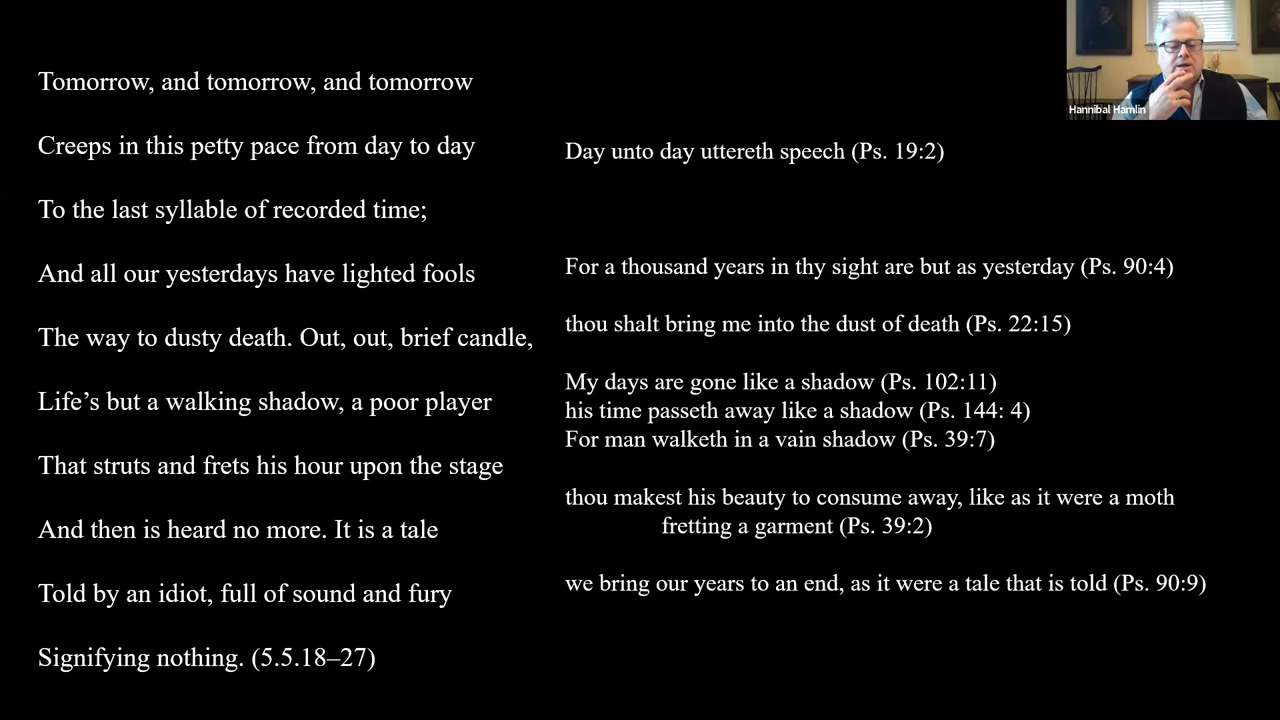 Tomorrow, and tomorrow, and tomorrow
Creeps in this petty pace from day to day
To the last syllable of recorded time;
And all our yesterdays have lighted fools
The way to dusty death. Out, out, brief candle,
Life’s but a walking shadow, a poor player
That struts and frets his hour upon the stage
And then is heard no more. It is a tale
Told by an idiot, full of sound and fury
Signifying nothing. (5.5.18–27)
Day unto day uttereth speech (Ps. 19:2)
For a thousand years in thy sight are but as yesterday (Ps. 90:4)
thou shalt bring me into the dust of death (Ps. 22:15)
My days are gone like a shadow (Ps. 102:11)
his time passeth away like a shadow (Ps. 144: 4)
For man walketh in a vain shadow (Ps. 39:7)
thou makest his beauty to consume away, like as it were a moth
fretting a garment (Ps. 39:2)
we bring our years to an end, as it were a tale that is told (Ps. 90:9)
Hannibal Hamlin